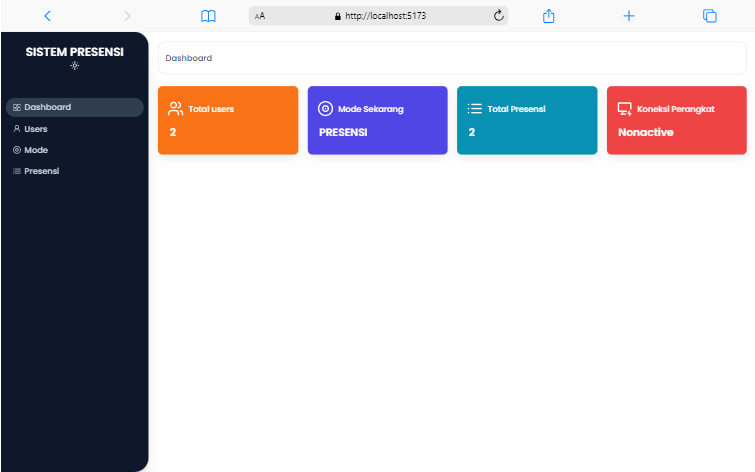 AA
http://localhost:5173
SISTEM PRESENSI
Dashboard
Users
Mode
Presensi
Dashboard
Total users
2
Mode Sekarang
PRESENSI
Total Presensi
2
Koneksi Perangkat
Nonactive